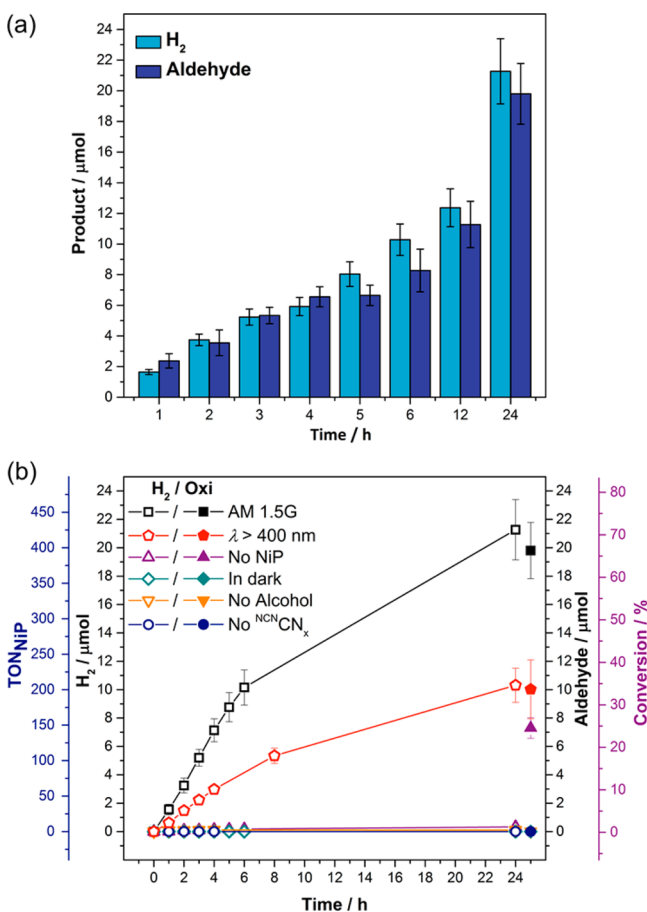 (a)
H2
Aldehyde
24
22
20
18
16
14
12
10
8
6
4
2
0
Product / μmol
1 2 3 4 5 6 12 24
Time / h
(b)
H2 / Oxi
/ AM 1.5G
/ λ > 400 nm
/ No NiP
/ In dark
/ No Alcohol
/ No NCNCNx
TONNiP
450
400
350
300
250
200
150
100
50
0
H2 / μmol
24
22
20
18
16
14
12
10
8
6
4
2
0
Aldehyde / μmol
24
22
20
18
16
14
12
10
8
6
4
2
0
Conversion / %
80
70
60
50
40
30
20
10
0
0 2 4 6 8 10 12 14 16 18 20 22 24
Time / h